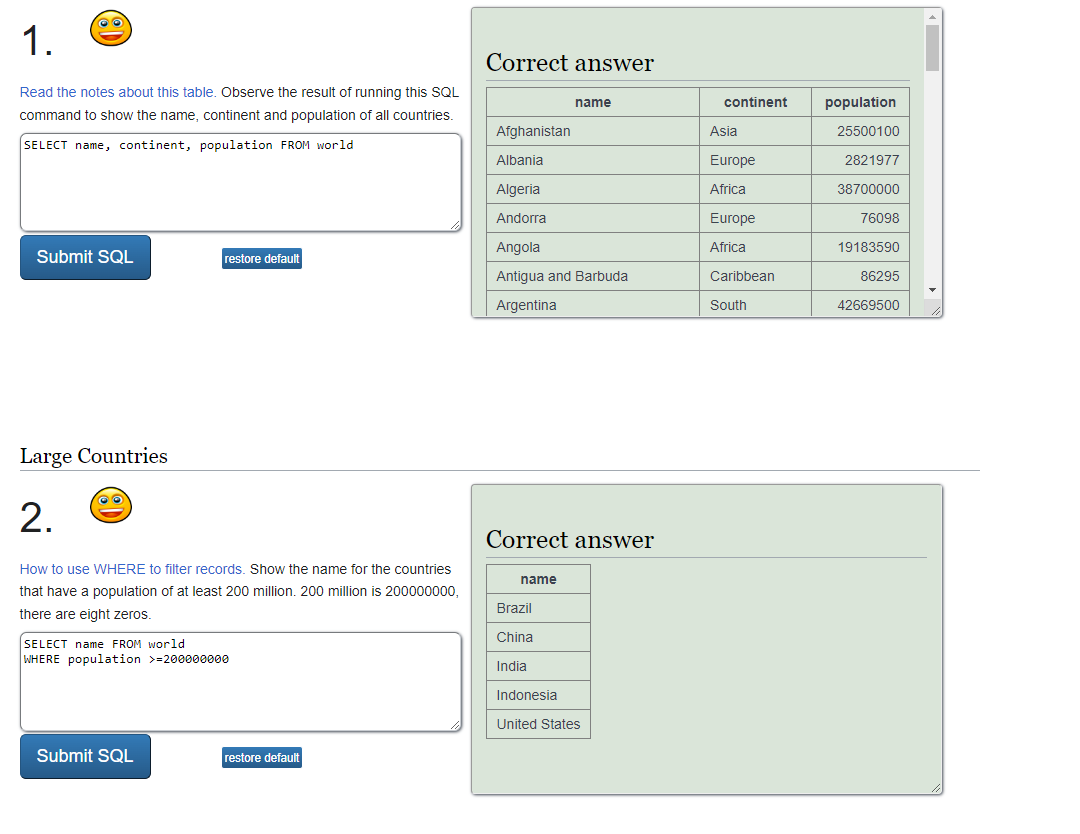 1.
Read the notes about this table. Observe the result of running this SQL
command to show the name, continent and population of all countries.
SELECT name, continent, population FROM world
Submit SQL restore default
Correct answer
name continent population
Afghanistan Asia 25500100
Albania Europe 2821977
Algeria Africa 38700000
Andorra Europe 76098
Angola Africa 19183590
Antigua and Barbuda Caribbean 86295
Argentina South 42669500
Large Countries
2.
How to use WHERE to filter records. Show the name for the countries
that have a population of at least 200 million. 200 million is 200000000,
there are eight zeros.
SELECT name FROM world
WHERE population >=200000000
Submit SQL restore default
Correct answer
name
Brazil
China
India
Indonesia
United States